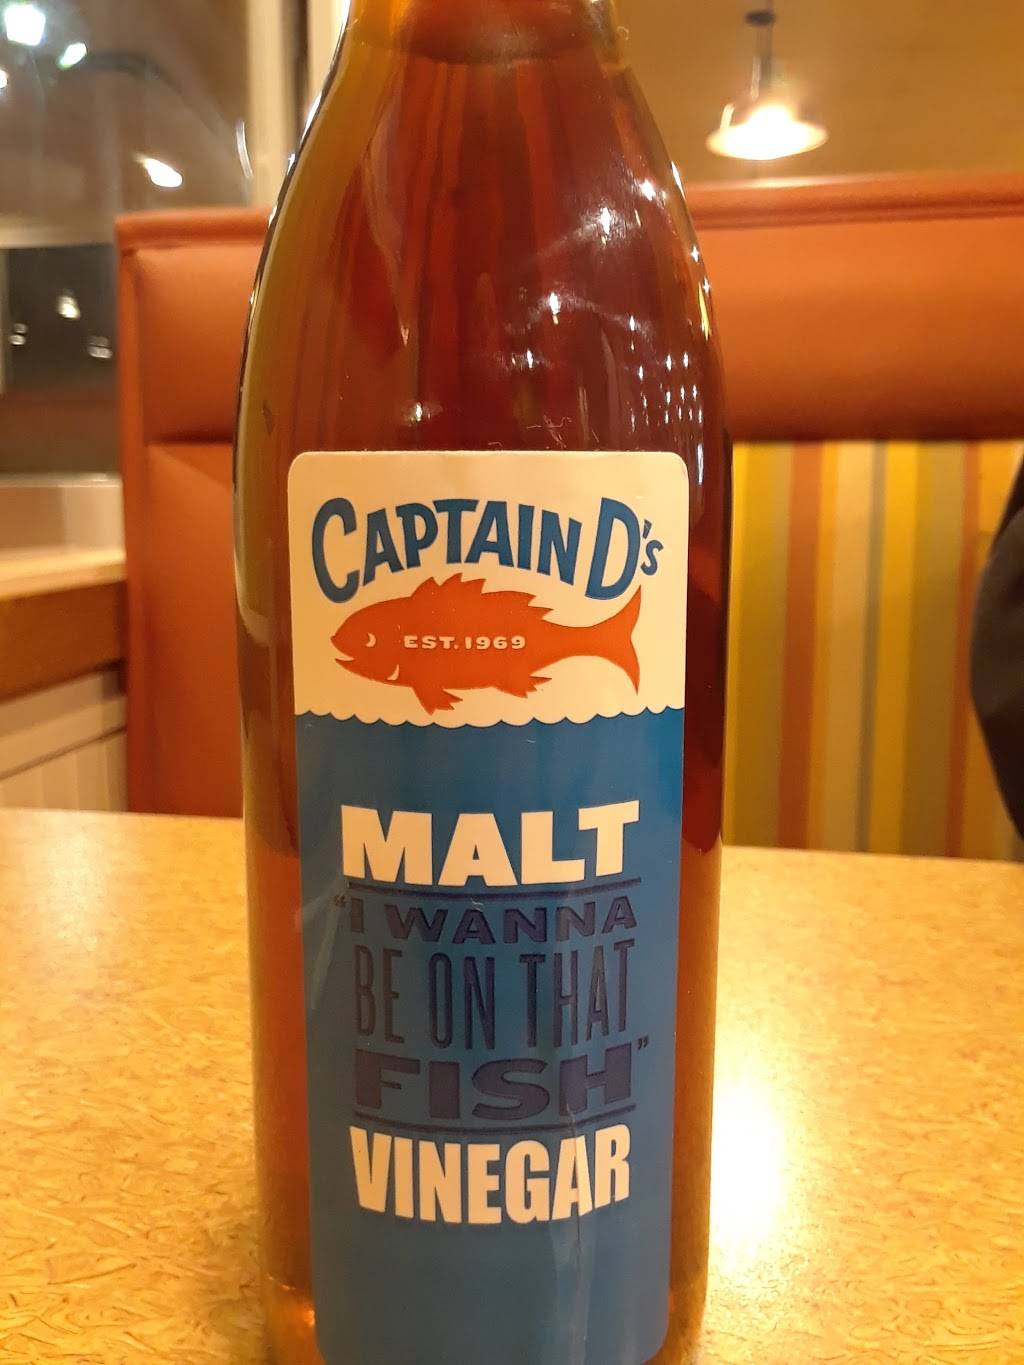 CAPTAIN D's
EST. 1969
MALT
"I WANNA
BE ON THAT
FISH"
VINEGAR